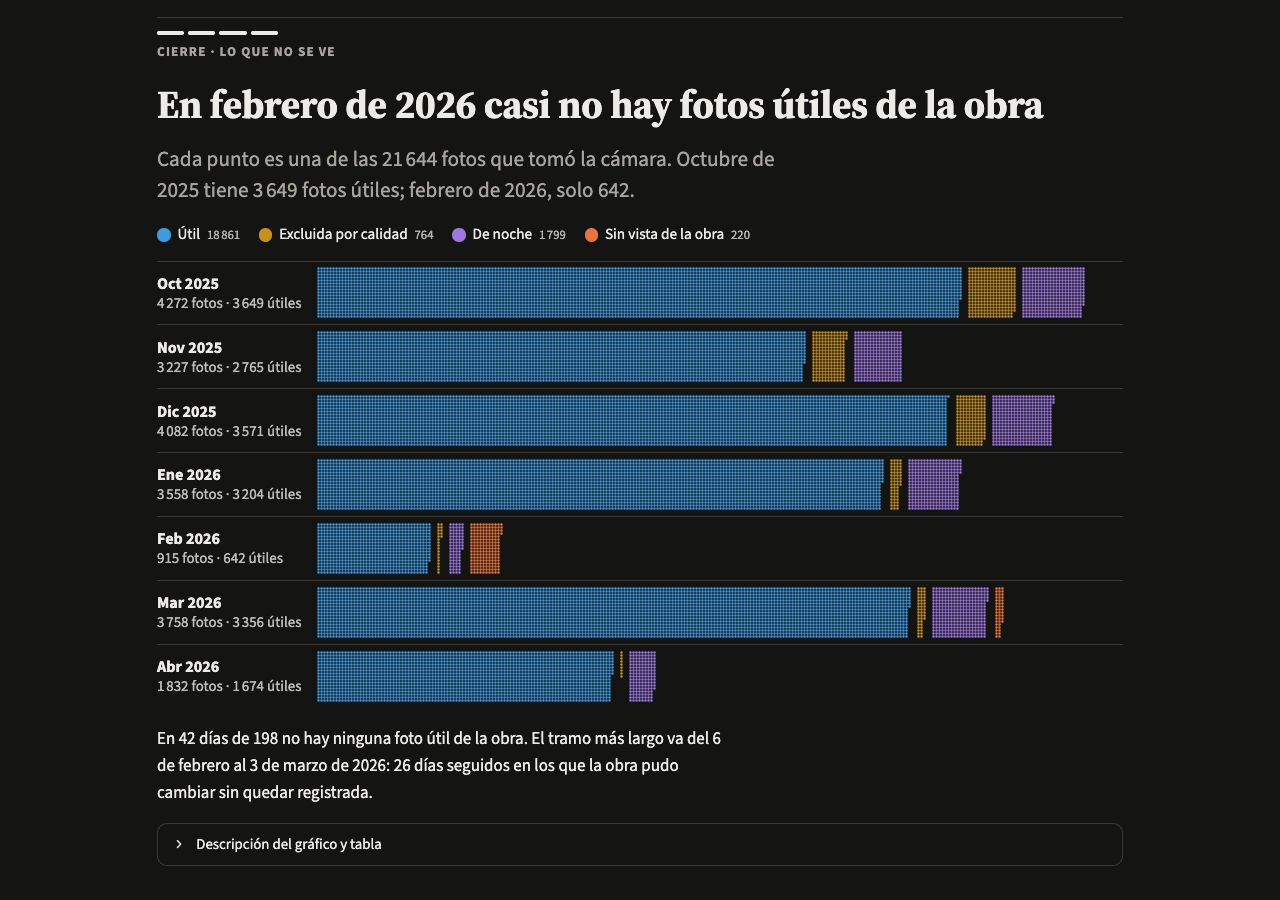 CIERRE · LO QUE NO SE VE
En febrero de 2026 casi no hay fotos útiles de la obra
Cada punto es una de las 21 644 fotos que tomó la cámara. Octubre de
2025 tiene 3 649 fotos útiles; febrero de 2026, solo 642.
Útil 18 861 Excluida por calidad 764 De noche 1 799 Sin vista de la obra 220
Oct 2025
4 272 fotos · 3 649 útiles
Nov 2025
3 227 fotos · 2 765 útiles
Dic 2025
4 082 fotos · 3 571 útiles
Ene 2026
3 558 fotos · 3 204 útiles
Feb 2026
915 fotos · 642 útiles
Mar 2026
3 758 fotos · 3 356 útiles
Abr 2026
1 832 fotos · 1 674 útiles
En 42 días de 198 no hay ninguna foto útil de la obra. El tramo más largo va del 6
de febrero al 3 de marzo de 2026: 26 días seguidos en los que la obra pudo
cambiar sin quedar registrada.
Descripción del gráfico y tabla